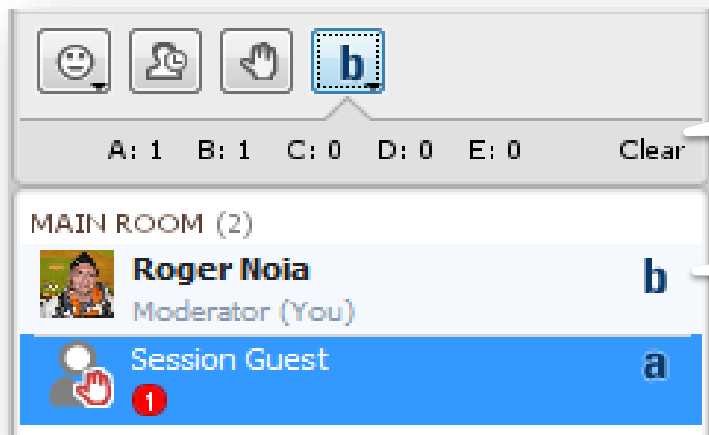 b
A: 1 B: 1 C: 0 D: 0 E: 0 Clear
MAIN ROOM (2)
Roger Noia b
Moderator (You)
Session Guest a
1